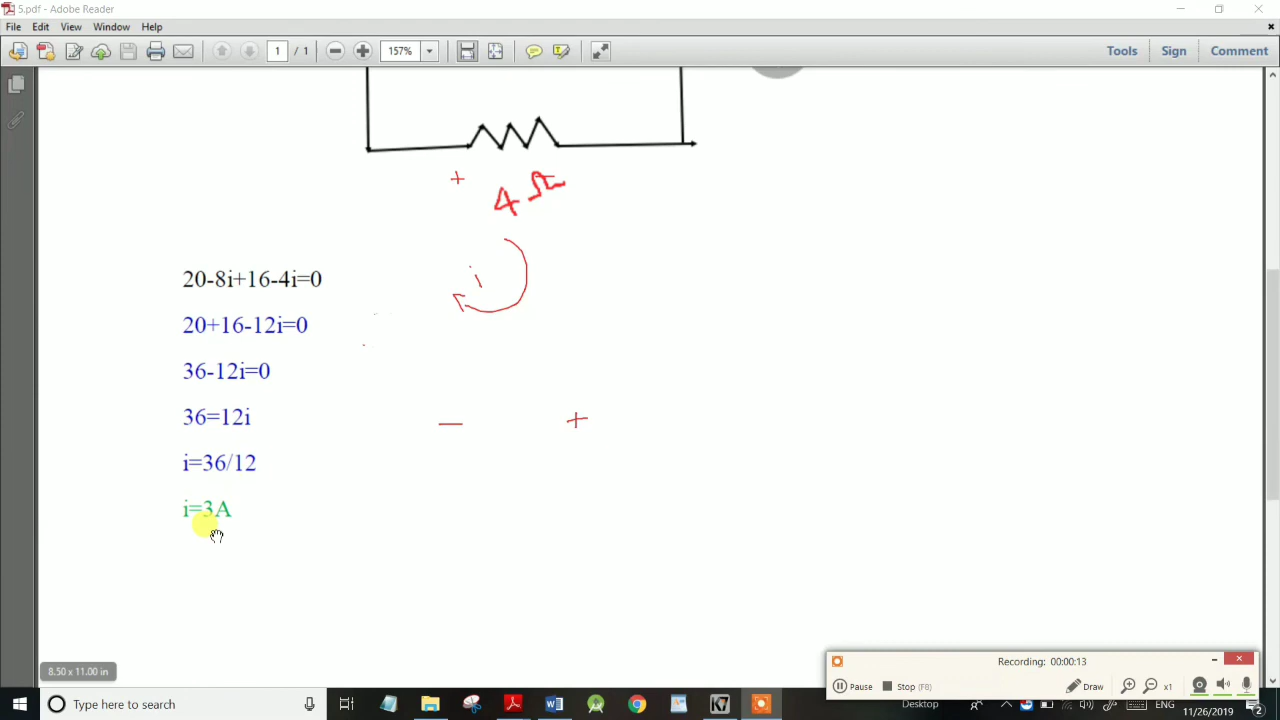 5.pdf - Adobe Reader
File Edit View Window Help
1 / 1 157% Tools Sign Comment
+
4 Ω
i
20-8i+16-4i=0
20+16-12i=0
36-12i=0
36=12i
− +
i=36/12
i=3A
8.50 x 11.00 in
Recording: 00:00:13
Pause Stop (F8) Draw x1
Type here to search
Desktop ENG
11/26/2019 2